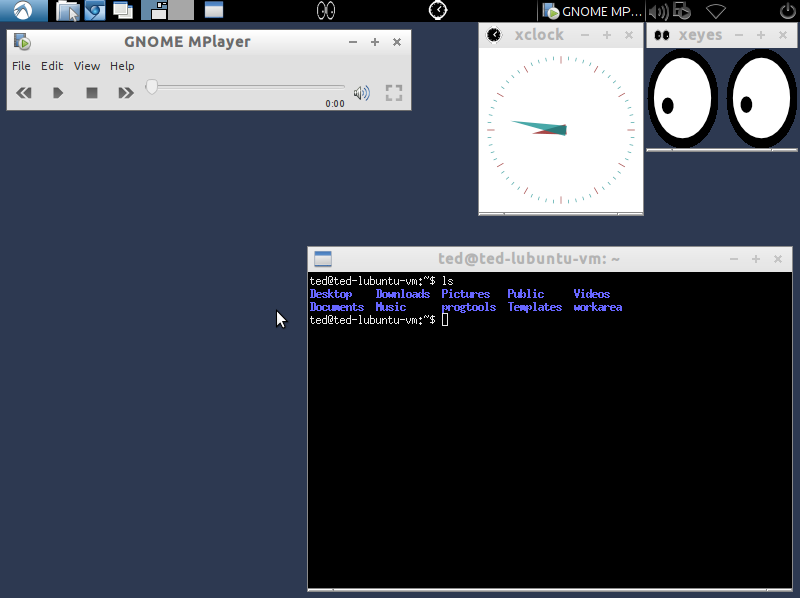 GNOME MP...
GNOME MPlayer
File Edit View Help
0:00
xclock
xeyes
ted@ted-lubuntu-vm: ~
ted@ted-lubuntu-vm:~$ ls
Desktop Downloads Pictures Public Videos
Documents Music progtools Templates workarea
ted@ted-lubuntu-vm:~$